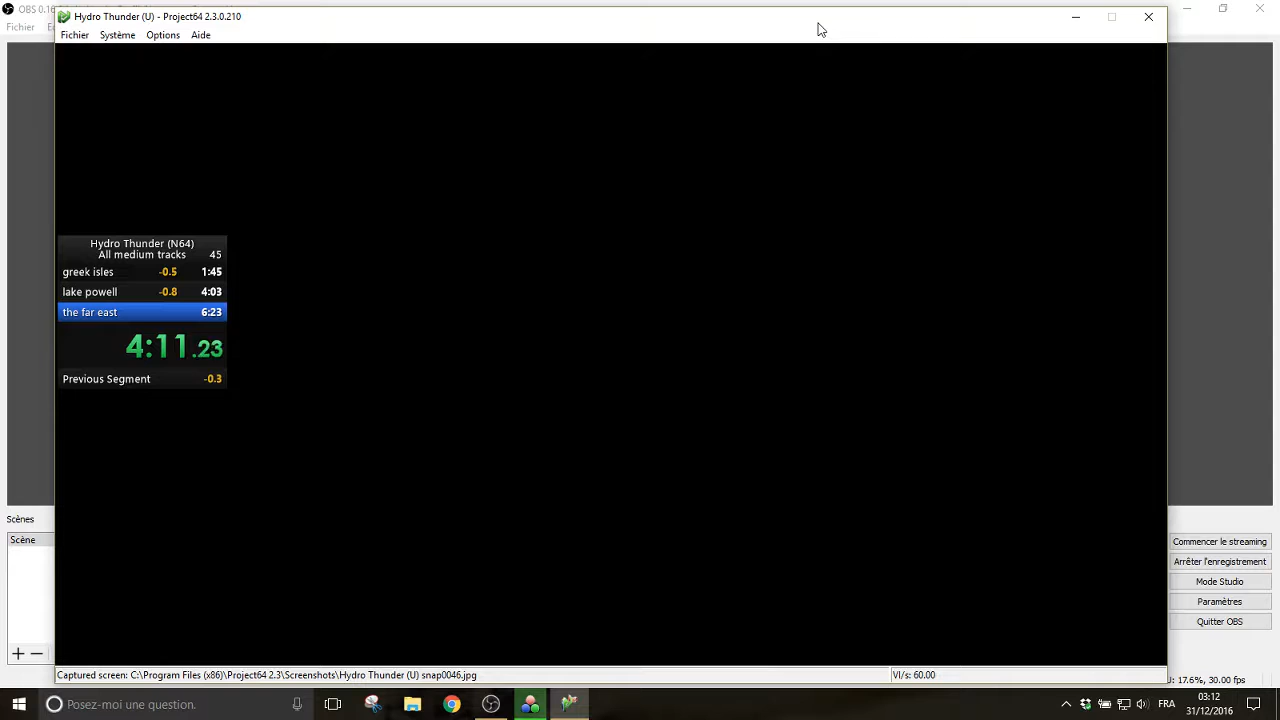 OBS 0.16
Fichier
Hydro Thunder (U) - Project64 2.3.0.210
Fichier Système Options Aide
Hydro Thunder (N64)
All medium tracks 45
greek isles -0.5 1:45
lake powell -0.8 4:03
the far east 6:23
4:11.23
Previous Segment -0.3
Scènes
Scène
Commencer le streaming
Arrêter l'enregistrement
Mode Studio
Paramètres
Quitter OBS
Captured screen: C:\Program Files (x86)\Project64 2.3\Screenshots\Hydro Thunder (U) snap0046.jpg
VI/s: 60.00
U: 17.6%, 30.00 fps
Posez-moi une question.
FRA
03:12
31/12/2016